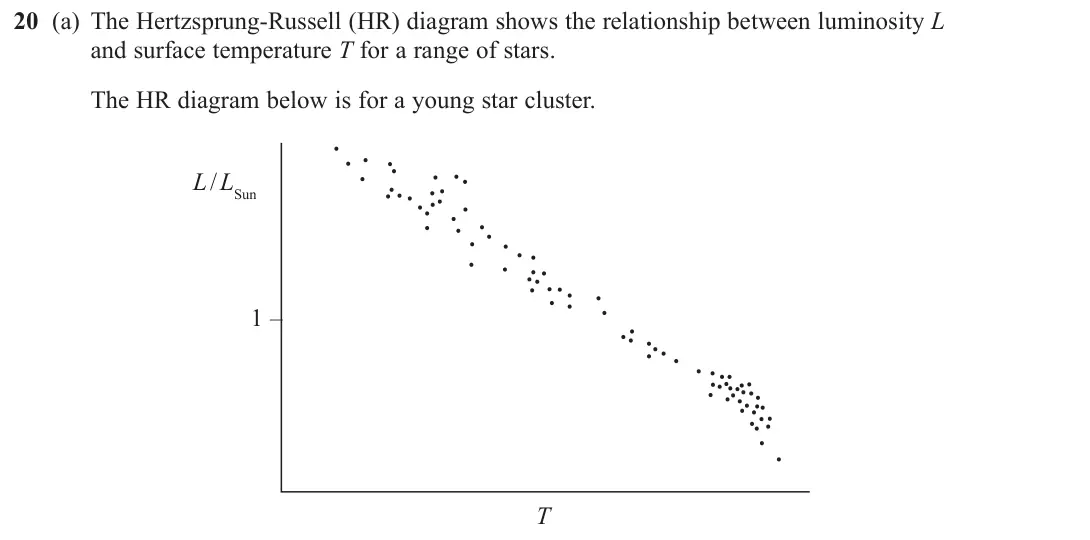 20 (a) The Hertzsprung-Russell (HR) diagram shows the relationship between luminosity L
and surface temperature T for a range of stars.
The HR diagram below is for a young star cluster.
L/L Sun
1
T